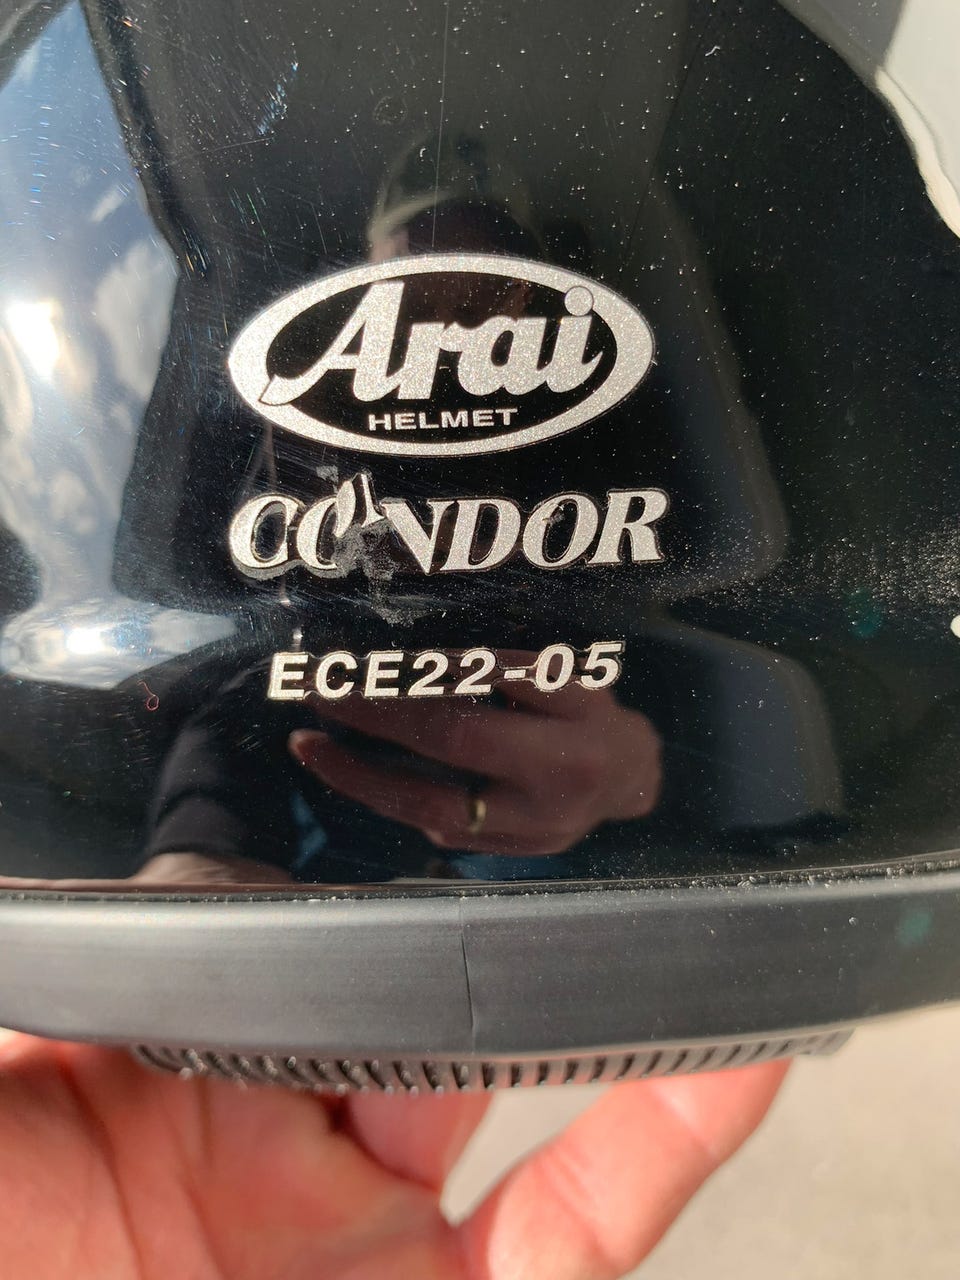 Arai
HELMET
CONDOR
ECE22-05